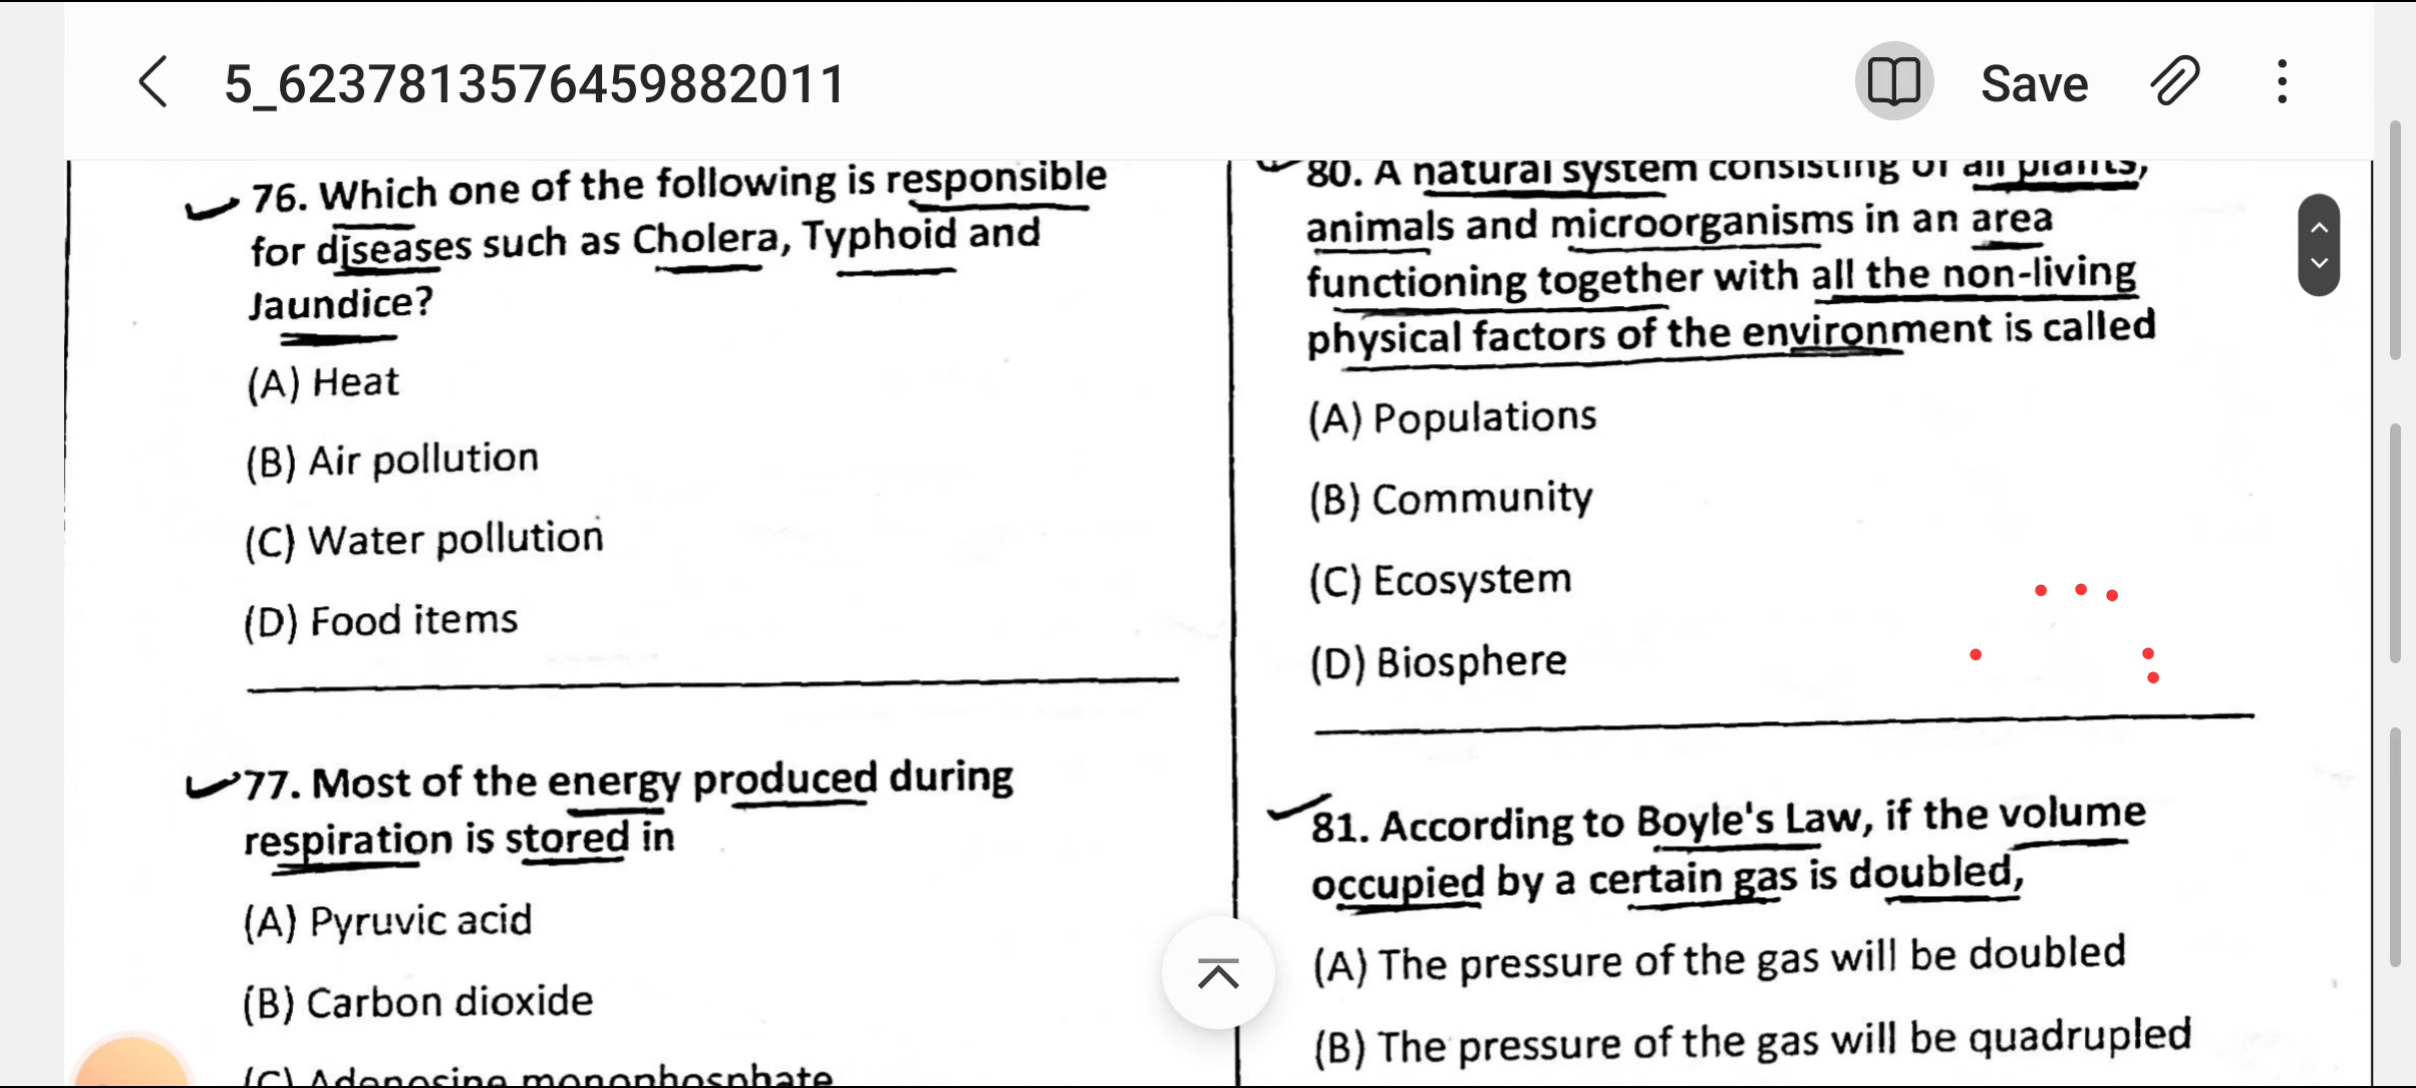 5_6237813576459882011
Save
76. Which one of the following is responsible
for diseases such as Cholera, Typhoid and
Jaundice?
(A) Heat
(B) Air pollution
(C) Water pollution
(D) Food items
77. Most of the energy produced during
respiration is stored in
(A) Pyruvic acid
(B) Carbon dioxide
(C) Adenosine monophosphate
80. A natural system consisting of all plants,
animals and microorganisms in an area
functioning together with all the non-living
physical factors of the environment is called
(A) Populations
(B) Community
(C) Ecosystem
(D) Biosphere
81. According to Boyle's Law, if the volume
occupied by a certain gas is doubled,
(A) The pressure of the gas will be doubled
(B) The pressure of the gas will be quadrupled